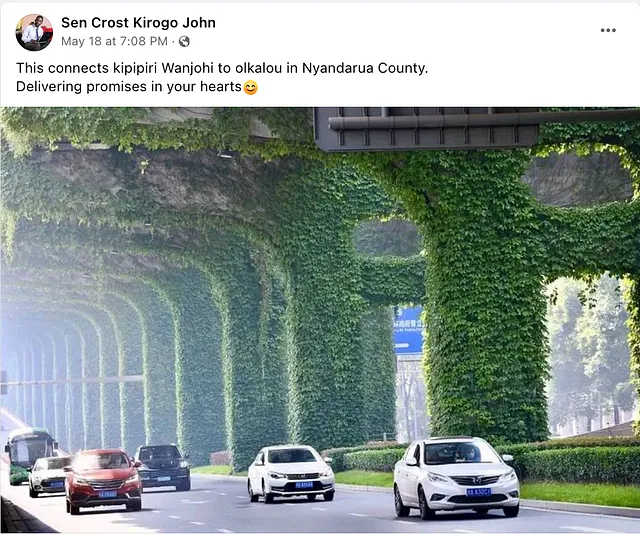 Sen Crost Kirogo John
May 18 at 7:08 PM ·
This connects kipipiri Wanjohi to olkalou in Nyandarua County.
Delivering promises in your hearts😊